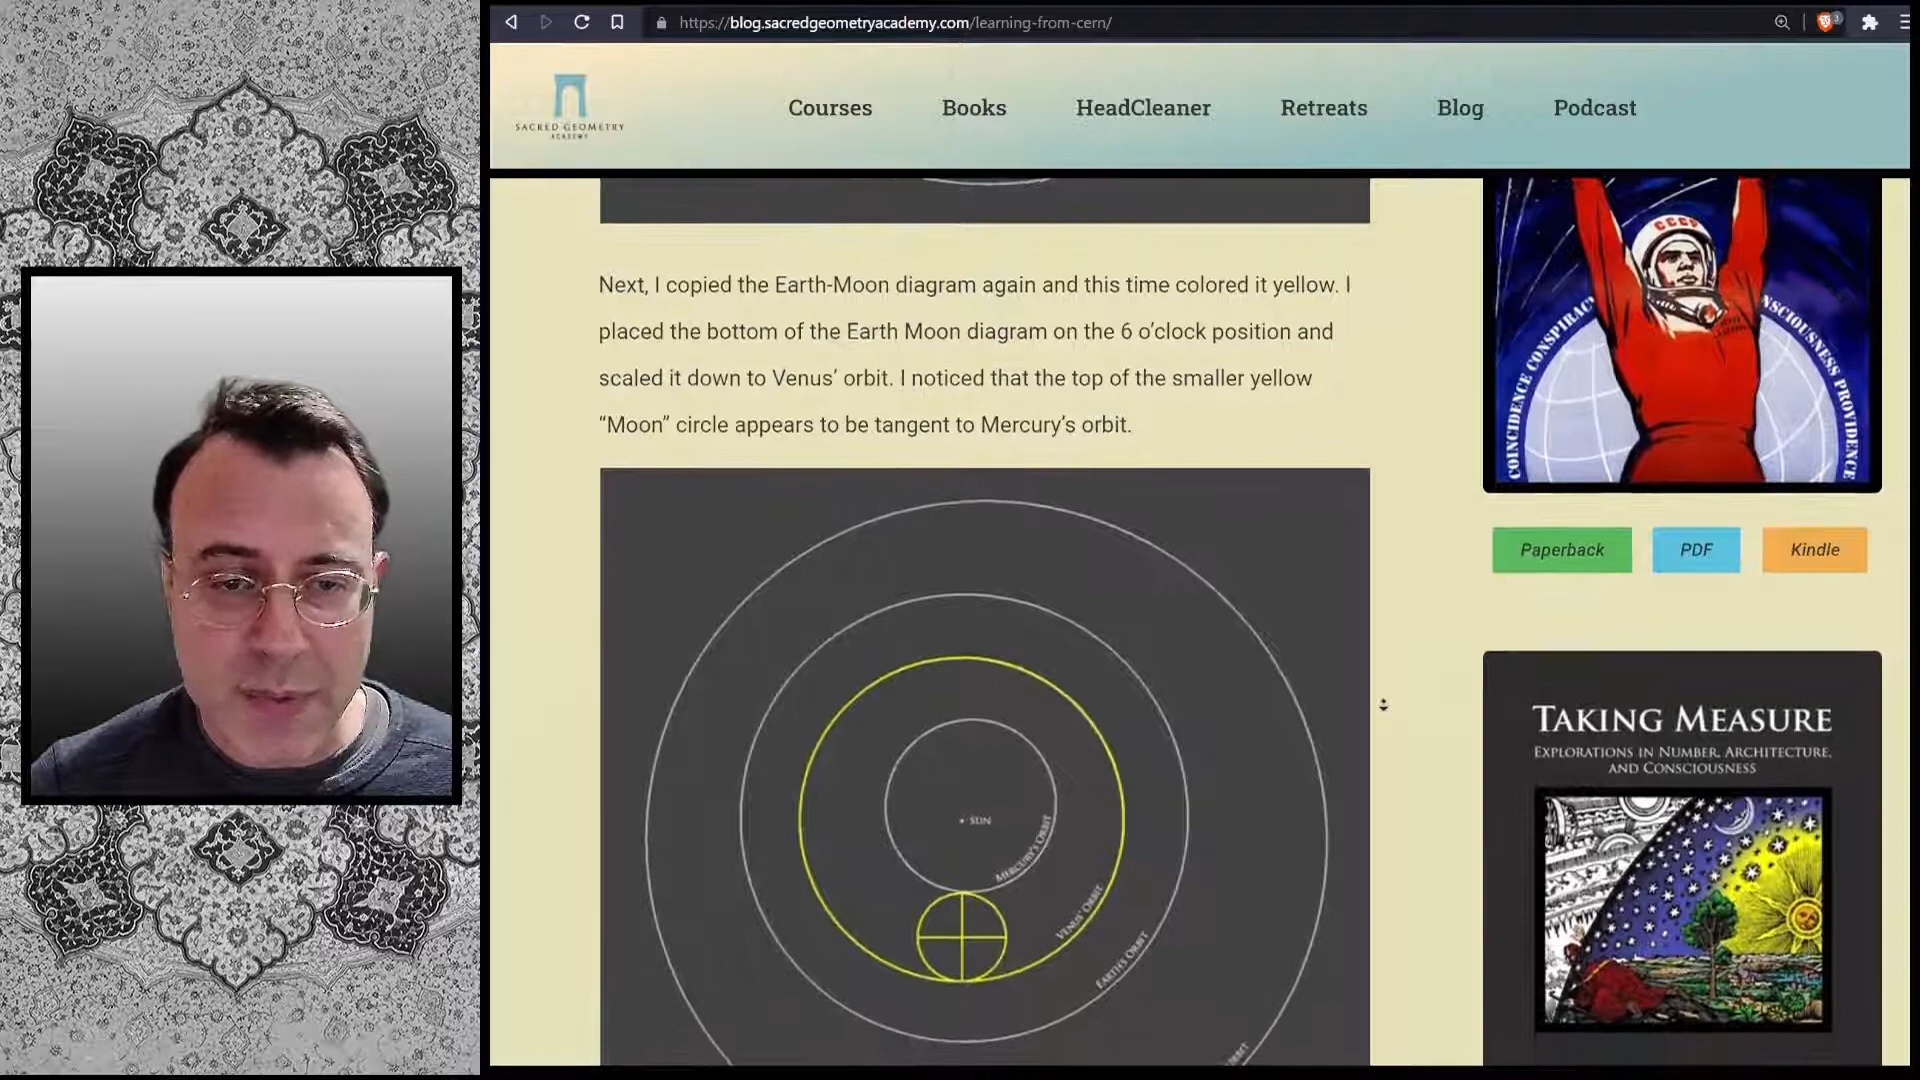 https://blog.sacredgeometryacademy.com/learning-from-cern/
3
SACRED GEOMETRY
ACADEMY
Courses
Books
HeadCleaner
Retreats
Blog
Podcast
Next, I copied the Earth-Moon diagram again and this time colored it yellow. I
placed the bottom of the Earth Moon diagram on the 6 o’clock position and
scaled it down to Venus’ orbit. I noticed that the top of the smaller yellow
“Moon” circle appears to be tangent to Mercury’s orbit.
SUN
MERCURY'S ORBIT
VENUS' ORBIT
EARTH'S ORBIT
CCCP
COINCIDENCE CONSPIRACY
CONSCIOUSNESS PROVIDENCE
Paperback
PDF
Kindle
TAKING MEASURE
EXPLORATIONS IN NUMBER, ARCHITECTURE,
AND CONSCIOUSNESS